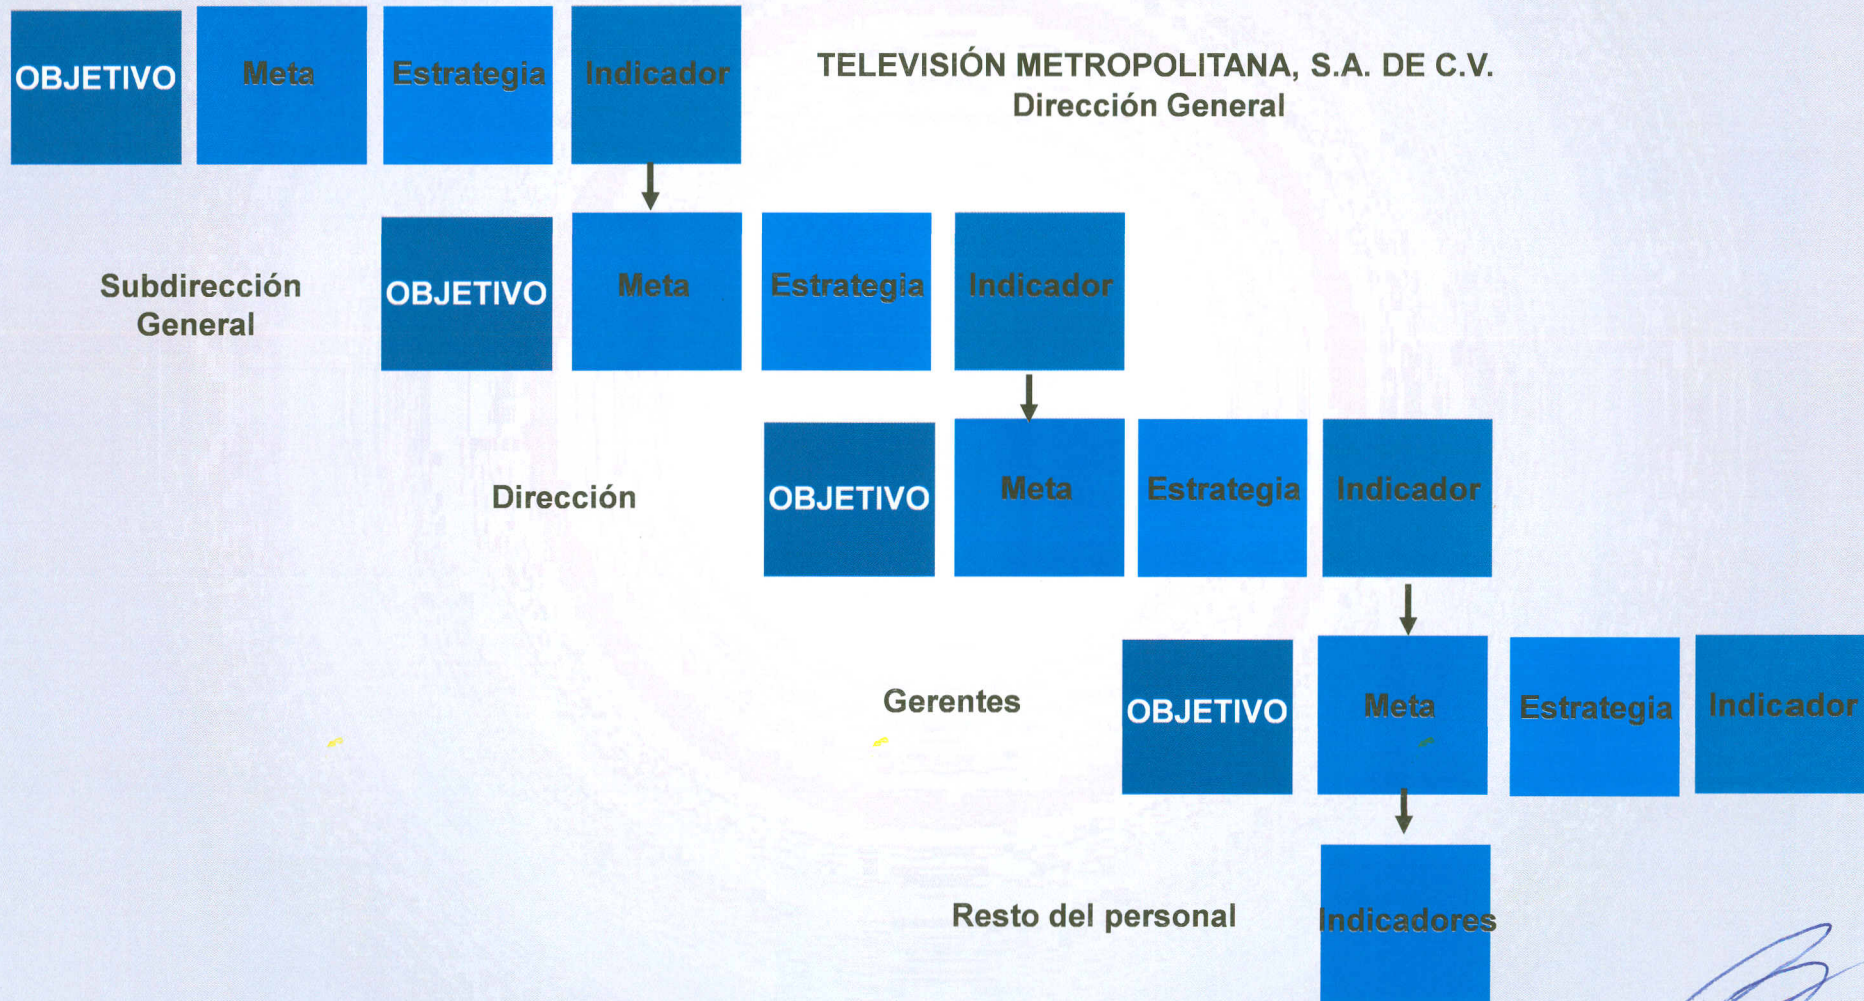 OBJETIVO
Meta
Estrategia
Indicador
TELEVISIÓN METROPOLITANA, S.A. DE C.V.
Dirección General
Subdirección
General
OBJETIVO
Meta
Estrategia
Indicador
Dirección
OBJETIVO
Meta
Estrategia
Indicador
Gerentes
OBJETIVO
Meta
Estrategia
Indicador
Resto del personal
Indicadores